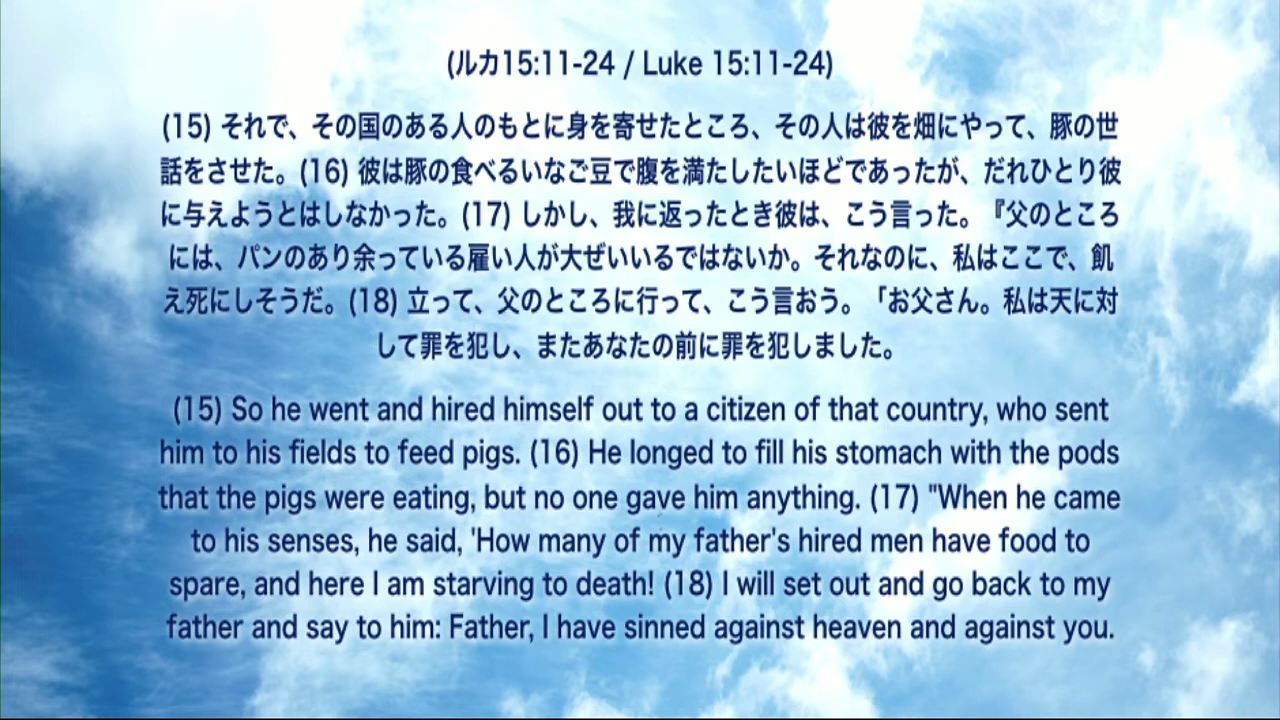 (ルカ15:11-24 / Luke 15:11-24)
(15) それで、その国のある人のもとに身を寄せたところ、その人は彼を畑にやって、豚の世
話をさせた。(16) 彼は豚の食べるいなご豆で腹を満たしたいほどであったが、だれひとり彼
に与えようとはしなかった。(17) しかし、我に返ったとき彼は、こう言った。『父のところ
には、パンのあり余っている雇い人が大ぜいいるではないか。それなのに、私はここで、飢
え死にしそうだ。(18) 立って、父のところに行って、こう言おう。「お父さん。私は天に対
して罪を犯し、またあなたの前に罪を犯しました。
(15) So he went and hired himself out to a citizen of that country, who sent
him to his fields to feed pigs. (16) He longed to fill his stomach with the pods
that the pigs were eating, but no one gave him anything. (17) "When he came
to his senses, he said, 'How many of my father's hired men have food to
spare, and here I am starving to death! (18) I will set out and go back to my
father and say to him: Father, I have sinned against heaven and against you.